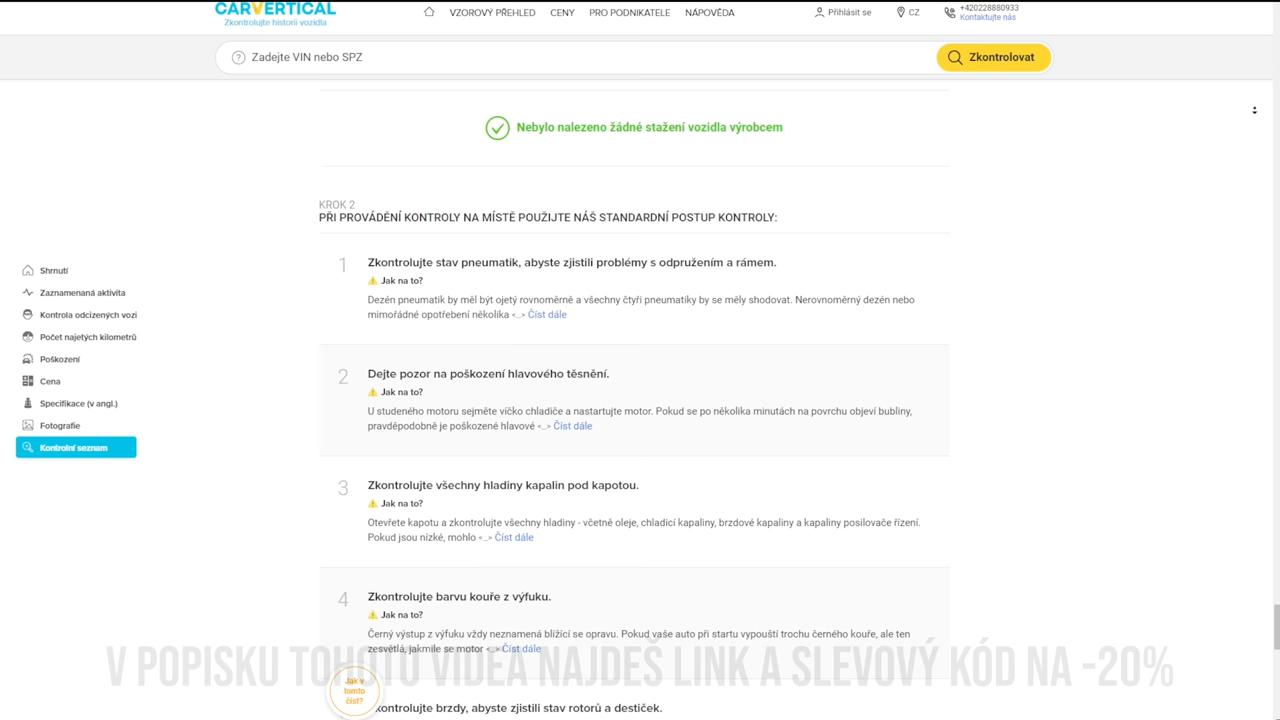 CARVERTICAL
Zkontrolujte historii vozidla
VZOROVÝ PŘEHLED
CENY
PRO PODNIKATELE
NÁPOVĚDA
Přihlásit se
CZ
+420228880933
Kontaktujte nás
Zadejte VIN nebo SPZ
Zkontrolovat
Nebylo nalezeno žádné stažení vozidla výrobcem
KROK 2
PŘI PROVÁDĚNÍ KONTROLY NA MÍSTĚ POUŽIJTE NÁŠ STANDARDNÍ POSTUP KONTROLY:
Shrnutí
Zaznamenaná aktivita
Kontrola odcizených vozi
Počet najetých kilometrů
Poškození
Cena
Specifikace (v angl.)
Fotografie
Kontrolní seznam
1
Zkontrolujte stav pneumatik, abyste zjistili problémy s odpružením a rámem.
Jak na to?
Dezén pneumatik by měl být ojetý rovnoměrně a všechny čtyři pneumatiky by se měly shodovat. Nerovnoměrný dezén nebo
mimořádné opotřebení několika <...> Číst dále
2
Dejte pozor na poškození hlavového těsnění.
Jak na to?
U studeného motoru sejměte víčko chladiče a nastartujte motor. Pokud se po několika minutách na povrchu objeví bubliny,
pravděpodobně je poškozené hlavové <...> Číst dále
3
Zkontrolujte všechny hladiny kapalin pod kapotou.
Jak na to?
Otevřete kapotu a zkontrolujte všechny hladiny - včetně oleje, chladicí kapaliny, brzdové kapaliny a kapaliny posilovače řízení.
Pokud jsou nízké, mohlo <...> Číst dále
4
Zkontrolujte barvu kouře z výfuku.
Jak na to?
Černý výstup z výfuku vždy neznamená blížící se opravu. Pokud vaše auto při startu vypouští trochu černého kouře, ale ten
zesvětlá, jakmile se motor <...> Číst dále
V POPISKU TOHOTO VIDEA NAJDEŠ LINK A SLEVOVÝ KÓD NA -20%
Jak v
tomto
číst?
kontrolujte brzdy, abyste zjistili stav rotorů a destiček.